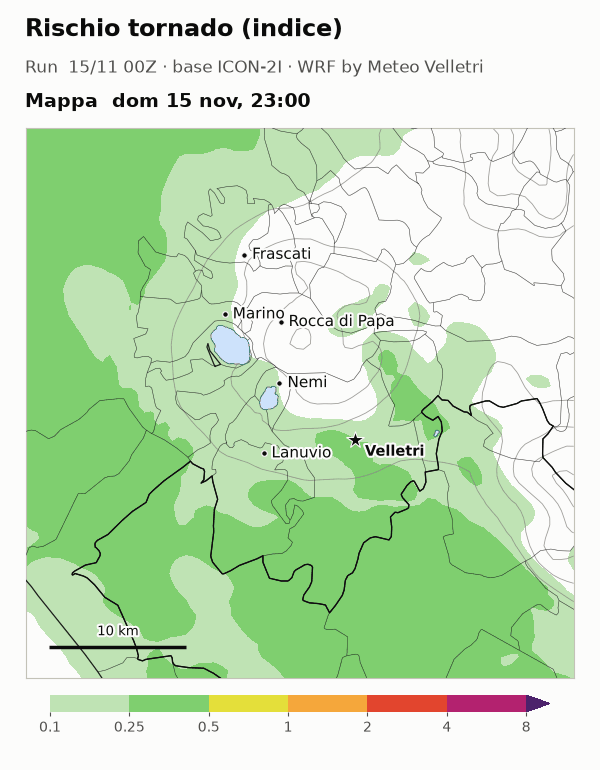 Rischio tornado (indice)
Run  15/11 00Z · base ICON-2I · WRF by Meteo Velletri
Mappa  dom 15 nov, 23:00
Frascati
Marino
Rocca di Papa
Nemi
Velletri
Lanuvio
10 km
0.1 0.25 0.5 1 2 4 8